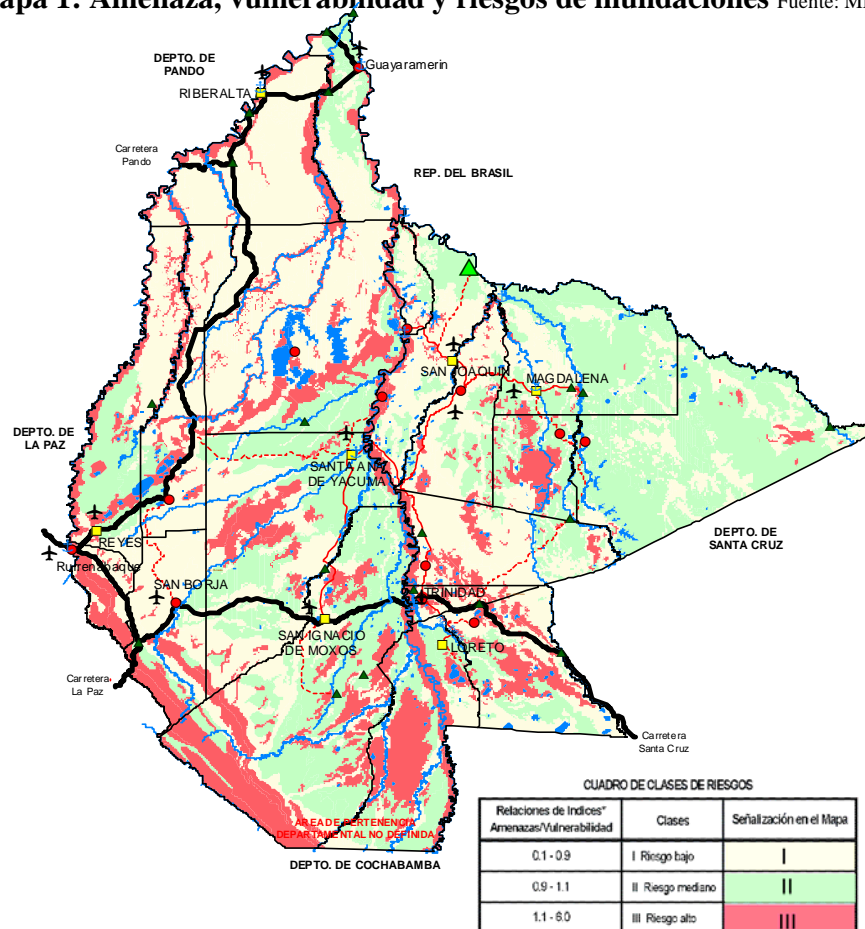 apa 1: Amenaza, vulnerabilidad y riesgos de inundaciones Fuente:
DEPTO. DE
PANDO
Guayaramerin
RIBERALTA
Carretera
Pando
REP. DEL BRASIL
SAN JOAQUIN
MAGDALENA
DEPTO. DE
LA PAZ
SANTA ANA
DE YACUMA
DEPTO. DE
SANTA CRUZ
REYES
Rurrenabaque
SAN BORJA
TRINIDAD
SAN IGNACIO
DE MOXOS
LORETO
Carretera
La Paz
Carretera
Santa Cruz
AREA DE PERTENENCIA
DEPARTAMENTAL NO DEFINIDA
DEPTO. DE COCHABAMBA
CUADRO DE CLASES DE RIESGOS
Relaciones de Indices* Clases Señalización en el Mapa
Amenazas/Vulnerabilidad
0.1 - 0.9 I Riesgo bajo I
0.9 - 1.1 II Riesgo mediano II
1.1 - 6.0 III Riesgo alto III